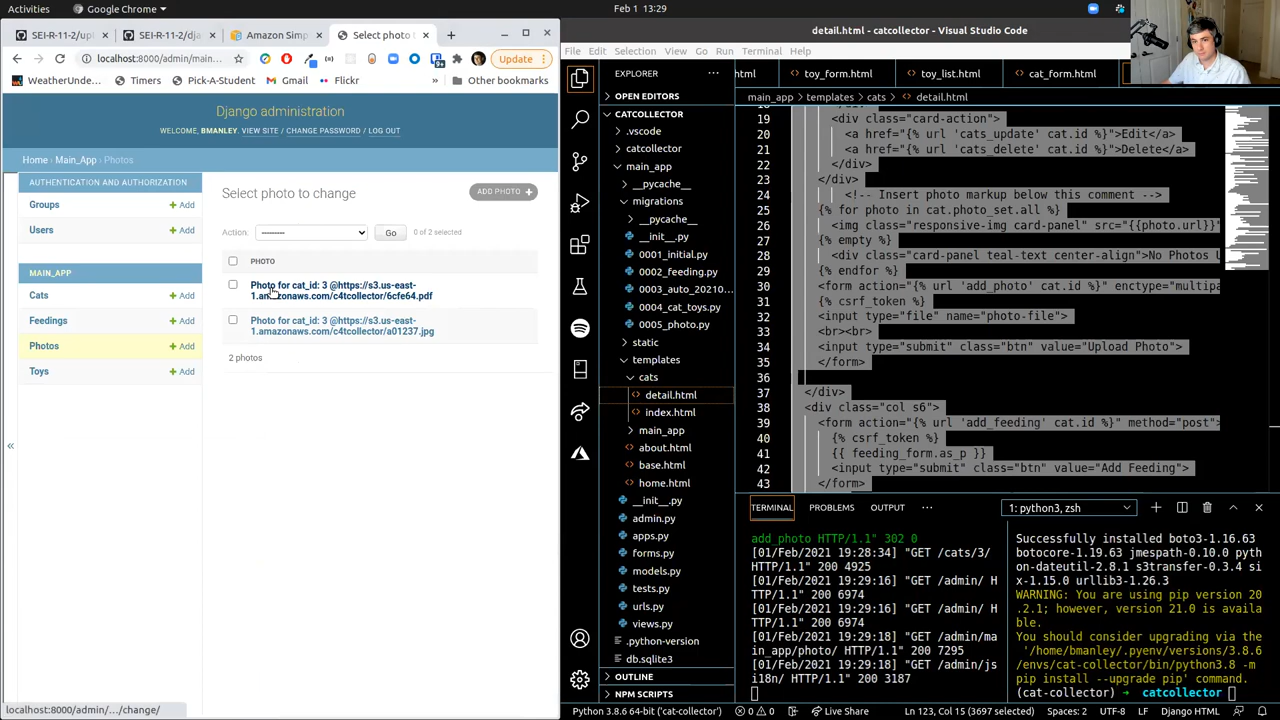 Activities
Google Chrome
Feb 1 13:29
SEI-R-11-2/up
SEI-R-11-2/dja
Amazon Sim
Select photo
detail.html - catcollector - Visual Studio Code
localhost:8000/admin/main...
Update
File Edit Selection View Go Run Terminal Help
WeatherUnde...
Timers
Pick-A-Student
Gmail
Flickr
Other bookmarks
EXPLORER
toy_form.html
toy_list.html
cat_form.html
OPEN EDITORS
main_app > templates > cats > detail.html
Django administration
WELCOME, BMANLEY. VIEW SITE / CHANGE PASSWORD / LOG OUT
Home › Main_App › Photos
AUTHENTICATION AND AUTHORIZATION
Groups
+ Add
Users
+ Add
MAIN_APP
Cats
+ Add
Feedings
+ Add
Photos
+ Add
Toys
+ Add
«
Select photo to change
ADD PHOTO +
Action: ---------
Go
0 of 2 selected
PHOTO
Photo for cat_id: 3 @https://s3.us-east-
1.amazonaws.com/c4tcollector/6cfe64.pdf
Photo for cat_id: 3 @https://s3.us-east-
1.amazonaws.com/c4tcollector/a01237.jpg
2 photos
localhost:8000/admin/.../change/
CATCOLLECTOR
.vscode
catcollector
main_app
__pycache__
migrations
__pycache__
__init__.py
0001_initial.py
0002_feeding.py
0003_auto_20210...
0004_cat_toys.py
0005_photo.py
static
templates
cats
detail.html
index.html
main_app
about.html
base.html
home.html
__init__.py
admin.py
apps.py
forms.py
models.py
tests.py
urls.py
views.py
.python-version
db.sqlite3
OUTLINE
NPM SCRIPTS
19 <div class="card-action">
20 <a href="{% url 'cats_update' cat.id %}">Edit</a>
21 <a href="{% url 'cats_delete' cat.id %}">Delete</a>
22 </div>
23 </div>
24 <!-- Insert photo markup below this comment -->
25 {% for photo in cat.photo_set.all %}
26 <img class="responsive-img card-panel" src="{{photo.url}}"
27 {% empty %}
28 <div class="card-panel teal-text center-align">No Photos U
29 {% endfor %}
30 <form action="{% url 'add_photo' cat.id %}" enctype="multipa
31 {% csrf_token %}
32 <input type="file" name="photo-file">
33 <br><br>
34 <input type="submit" class="btn" value="Upload Photo">
35 </form>
36
37 </div>
38 <div class="col s6">
39 <form action="{% url 'add_feeding' cat.id %}" method="post">
40 {% csrf_token %}
41 {{ feeding_form.as_p }}
42 <input type="submit" class="btn" value="Add Feeding">
43 </form>
TERMINAL
PROBLEMS
OUTPUT
1: python3, zsh
add_photo HTTP/1.1" 302 0
[01/Feb/2021 19:28:34] "GET /cats/3/
HTTP/1.1" 200 4925
[01/Feb/2021 19:29:16] "GET /admin/ H
TTP/1.1" 200 6974
[01/Feb/2021 19:29:16] "GET /admin/ H
TTP/1.1" 200 6974
[01/Feb/2021 19:29:18] "GET /admin/ma
in_app/photo/ HTTP/1.1" 200 7295
[01/Feb/2021 19:29:18] "GET /admin/js
i18n/ HTTP/1.1" 200 3187
Successfully installed boto3-1.16.63
botocore-1.19.63 jmespath-0.10.0 pyth
on-dateutil-2.8.1 s3transfer-0.3.4 si
x-1.15.0 urllib3-1.26.3
WARNING: You are using pip version 20
.2.1; however, version 21.0 is availa
ble.
You should consider upgrading via the
'/home/bmanley/.pyenv/versions/3.8.6
/envs/cat-collector/bin/python3.8 -m
pip install --upgrade pip' command.
(cat-collector) → catcollector
Python 3.8.6 64-bit ('cat-collector')
0 0
Live Share
Ln 123, Col 15 (3697 selected)
Spaces: 2
UTF-8
LF
Django HTML